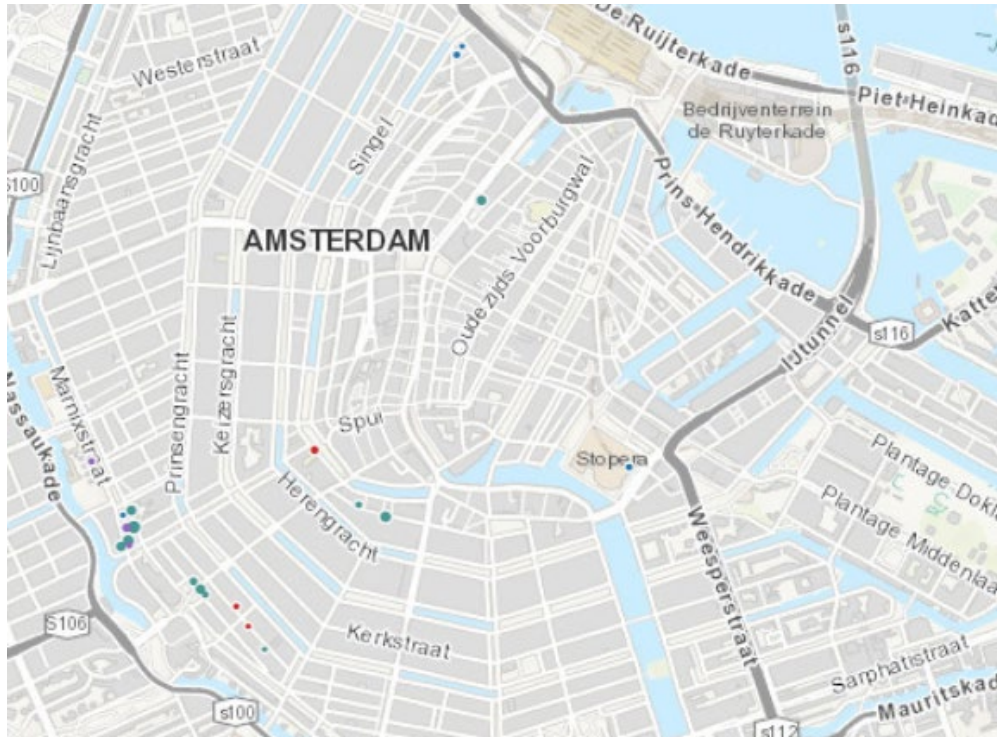 De Ruijterkade
s116
Westerstraat
Piet Heinkad
Bedrijventerrein
de Ruyterkade
Singel
S100
Lijnbaansgracht
Prins Hendrikkade
AMSTERDAM
Oudezijds Voorburgwal
Katten
s116
IJtunnel
Keizersgracht
Prinsengracht
Marnixstraat
Nassaukade
Spui
Stopera
Plantage Dokl
Herengracht
Plantage Middenlaa
Weesperstraat
S106
Kerkstraat
Sarphatistraat
Mauritskad
s100
s112